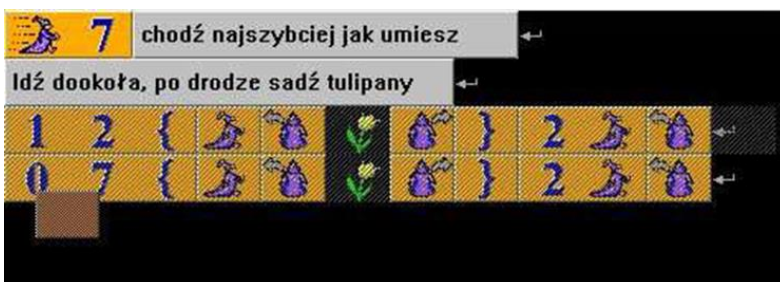 7 chodź najszybciej jak umiesz
Idź dookoła, po drodze sadź tulipany
1 2 { } 2
0 7 { } 2